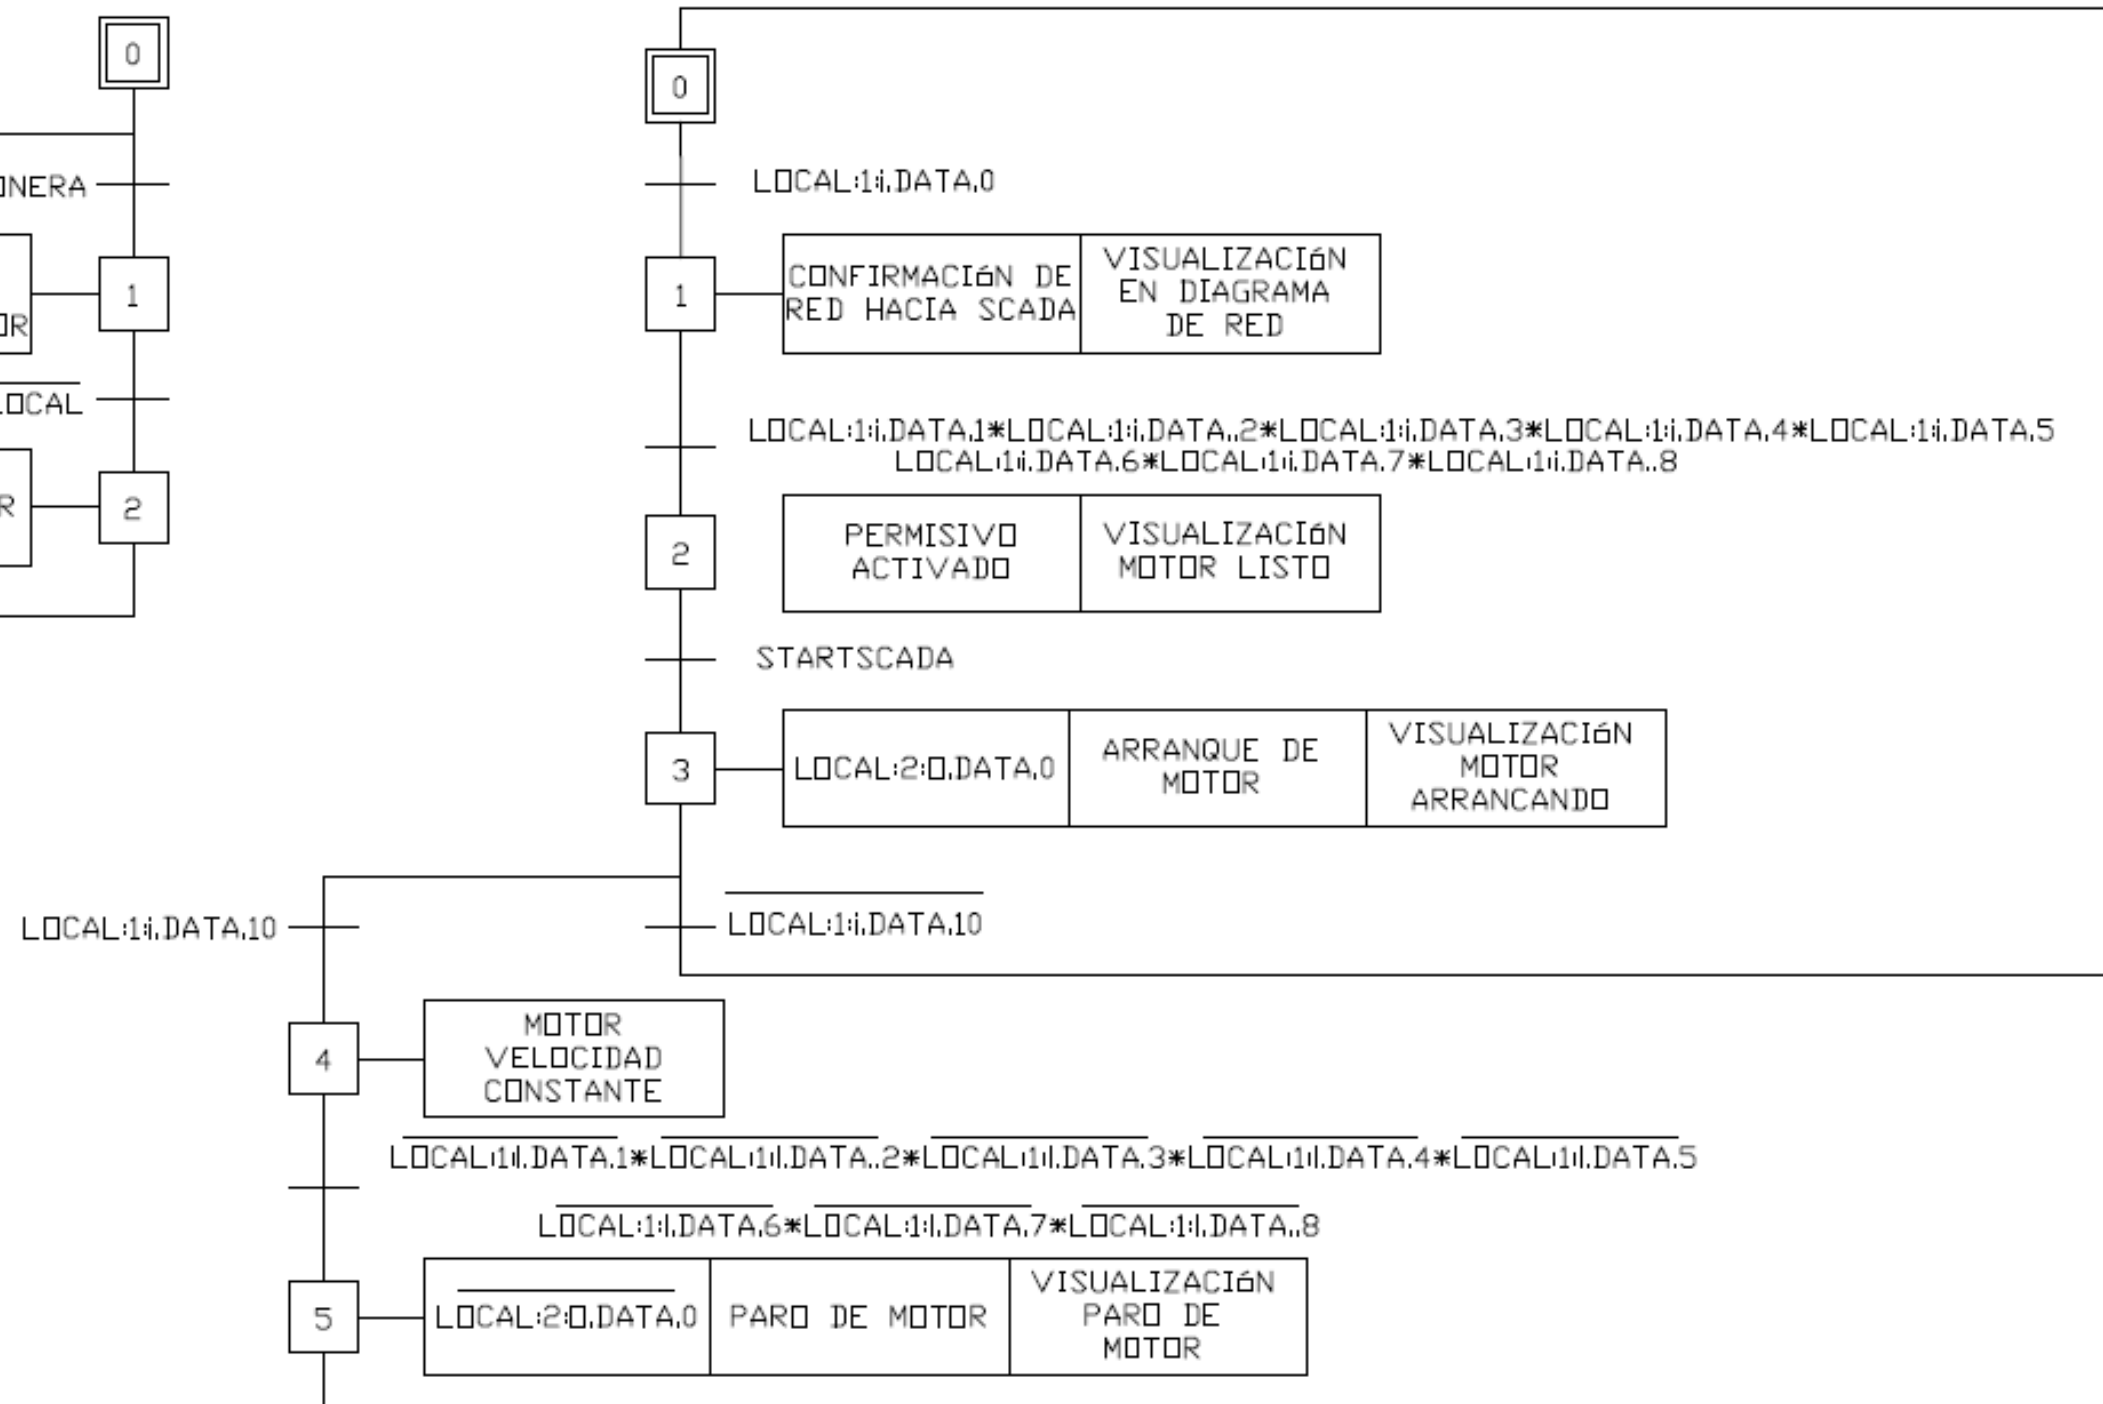 0
ONERA
1
OR
LOCAL
2
R
0
LOCAL:1:i.DATA.0
1
CONFIRMACIóN DE
RED HACIA SCADA
VISUALIZACIóN
EN DIAGRAMA
DE RED
LOCAL:1:i.DATA.1*LOCAL:1:i.DATA..2*LOCAL:1:i.DATA.3*LOCAL:1:i.DATA.4*LOCAL:1:i.DATA.5
LOCAL:1:i.DATA.6*LOCAL:1:i.DATA.7*LOCAL:1:i.DATA..8
2
PERMISIVO
ACTIVADO
VISUALIZACIóN
MOTOR LISTO
STARTSCADA
3
LOCAL:2:O.DATA.0
ARRANQUE DE
MOTOR
VISUALIZACIóN
MOTOR
ARRANCANDO
LOCAL:1:i.DATA.10
LOCAL:1:i.DATA.10
4
MOTOR
VELOCIDAD
CONSTANTE
LOCAL:1:I.DATA.1*LOCAL:1:I.DATA..2*LOCAL:1:I.DATA.3*LOCAL:1:I.DATA.4*LOCAL:1:I.DATA.5
LOCAL:1:I.DATA.6*LOCAL:1:I.DATA.7*LOCAL:1:I.DATA..8
5
LOCAL:2:O.DATA.0
PARO DE MOTOR
VISUALIZACIóN
PARO DE
MOTOR